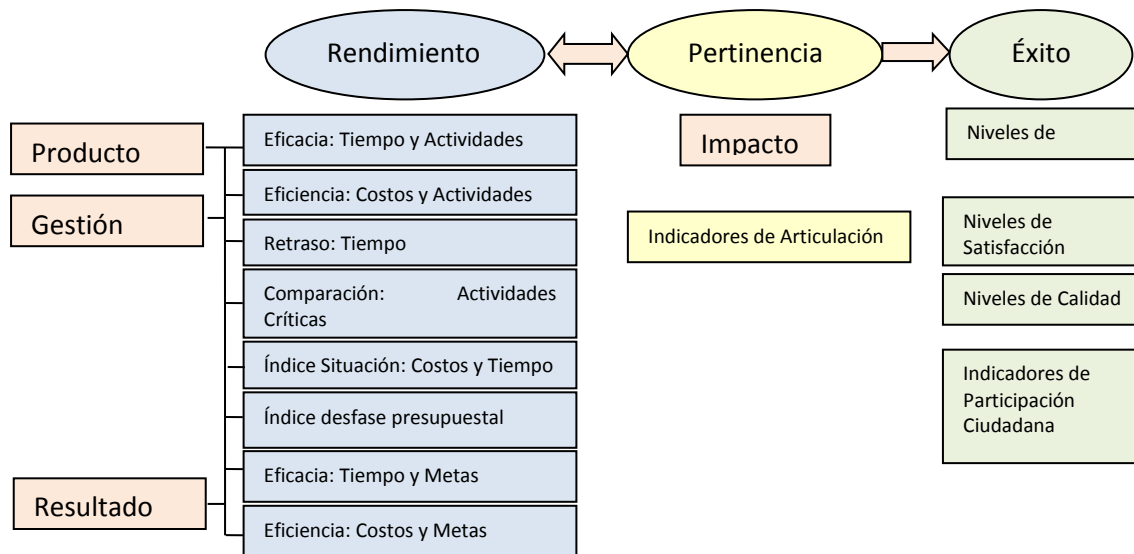 Rendimiento
Pertinencia
Éxito
Producto
Gestión
Resultado
Eficacia: Tiempo y Actividades
Eficiencia: Costos y Actividades
Retraso: Tiempo
Comparación: Actividades
Críticas
Índice Situación: Costos y Tiempo
Índice desfase presupuestal
Eficacia: Tiempo y Metas
Eficiencia: Costos y Metas
Impacto
Indicadores de Articulación
Niveles de
Niveles de
Satisfacción
Niveles de Calidad
Indicadores de
Participación
Ciudadana